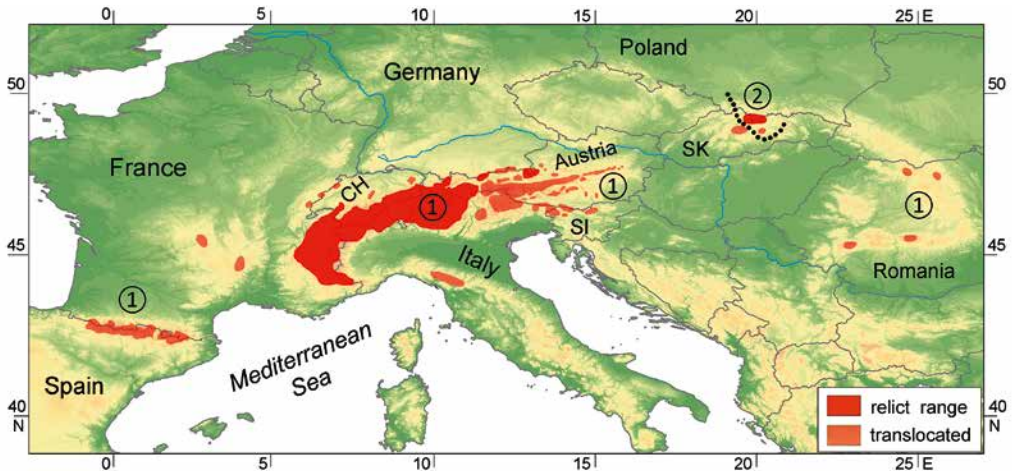 0 5 10 15 20 25 E
Poland
50 Germany ② 50
France Austria SK
CH ① ① ①
SI
45 Italy 45
① Romania
Mediterranean
Sea
Spain
40 relict range 40
N translocated N
0 5 10 15 20 25 E